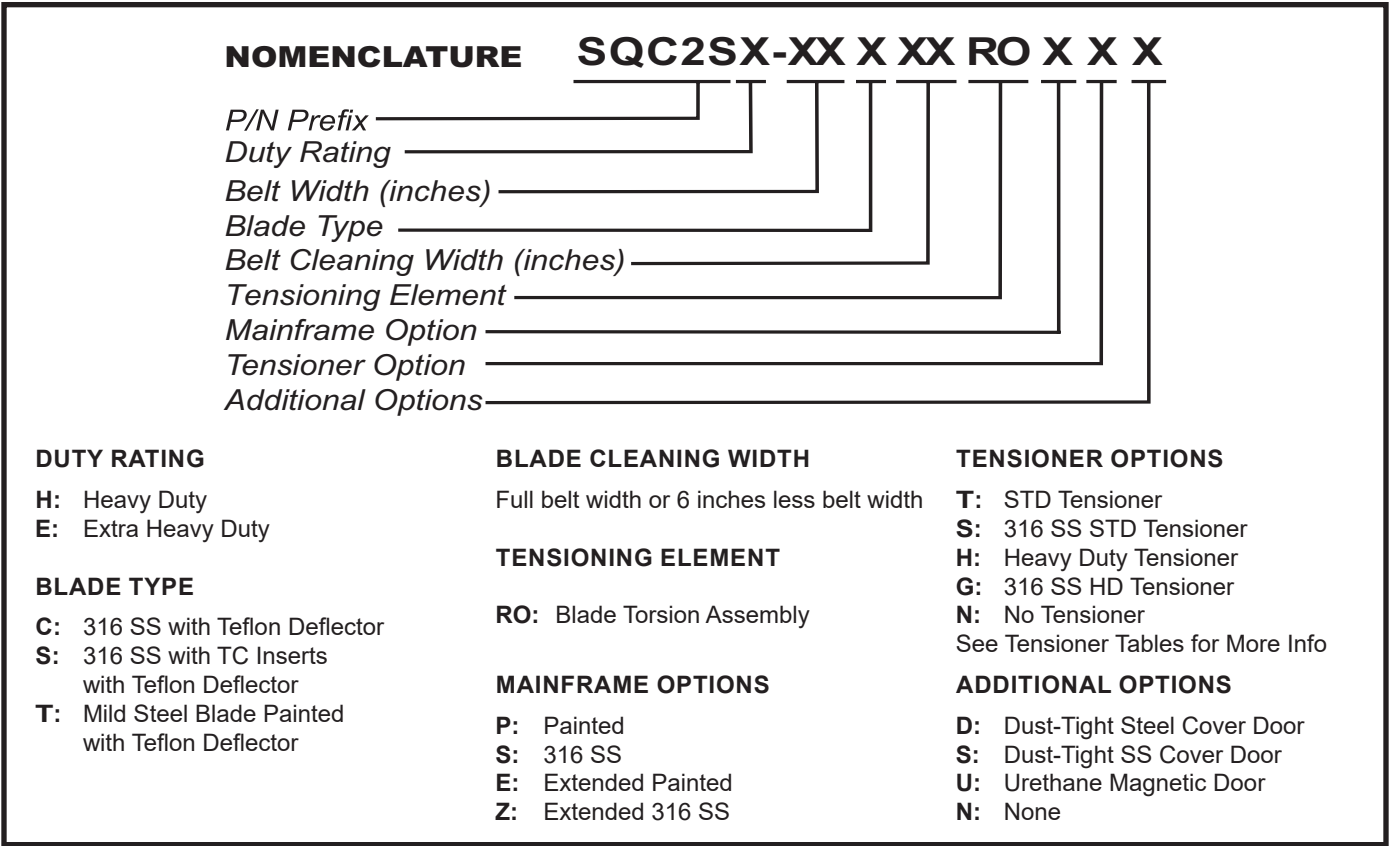 NOMENCLATURE SQC2SX-XX X XX RO X X X
P/N Prefix
Duty Rating
Belt Width (inches)
Blade Type
Belt Cleaning Width (inches)
Tensioning Element
Mainframe Option
Tensioner Option
Additional Options
DUTY RATING
H: Heavy Duty
E: Extra Heavy Duty
BLADE TYPE
C: 316 SS with Teflon Deflector
S: 316 SS with TC Inserts
with Teflon Deflector
T: Mild Steel Blade Painted
with Teflon Deflector
BLADE CLEANING WIDTH
Full belt width or 6 inches less belt width
TENSIONING ELEMENT
RO: Blade Torsion Assembly
MAINFRAME OPTIONS
P: Painted
S: 316 SS
E: Extended Painted
Z: Extended 316 SS
TENSIONER OPTIONS
T: STD Tensioner
S: 316 SS STD Tensioner
H: Heavy Duty Tensioner
G: 316 SS HD Tensioner
N: No Tensioner
See Tensioner Tables for More Info
ADDITIONAL OPTIONS
D: Dust-Tight Steel Cover Door
S: Dust-Tight SS Cover Door
U: Urethane Magnetic Door
N: None